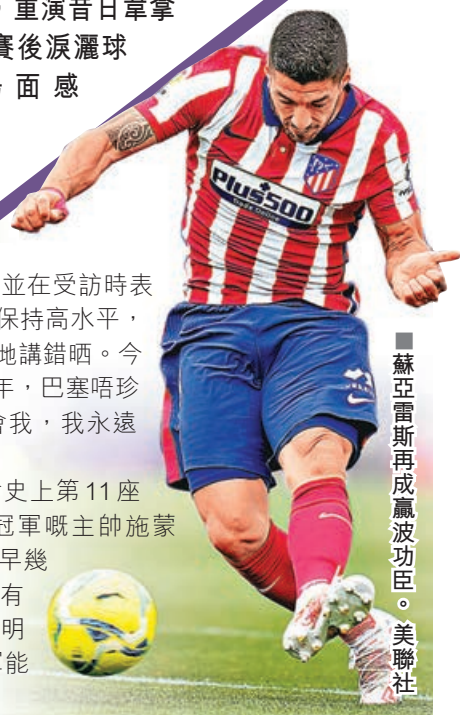 重演昔日韋拿
賽後淚灑球
面感
並在受訪時表
保持高水平，
地講錯晒。今
年，巴塞唔珍
會我，我永遠
史上第11座
冠軍嘅主帥施蒙
早幾
有
明
能
Plus500
Trade Online
■蘇亞雷斯再成贏波功臣。美聯社